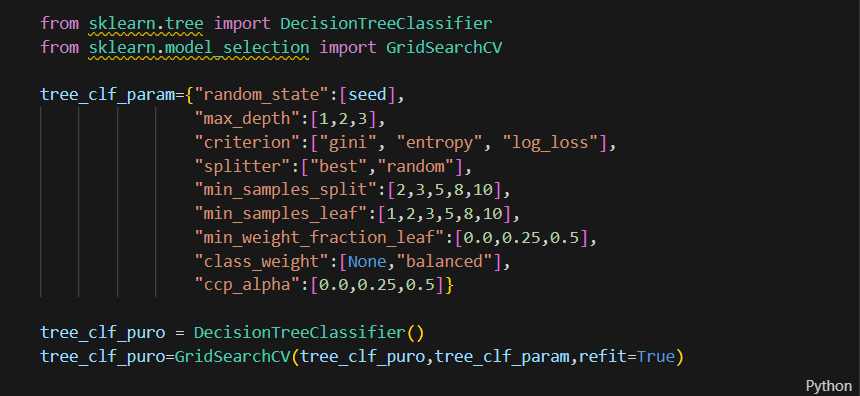 from sklearn.tree import DecisionTreeClassifier
from sklearn.model_selection import GridSearchCV
tree_clf_param={"random_state":[seed],
"max_depth":[1,2,3],
"criterion":["gini", "entropy", "log_loss"],
"splitter":["best","random"],
"min_samples_split":[2,3,5,8,10],
"min_samples_leaf":[1,2,3,5,8,10],
"min_weight_fraction_leaf":[0.0,0.25,0.5],
"class_weight":[None,"balanced"],
"ccp_alpha":[0.0,0.25,0.5]}
tree_clf_puro = DecisionTreeClassifier()
tree_clf_puro=GridSearchCV(tree_clf_puro,tree_clf_param,refit=True)
Python